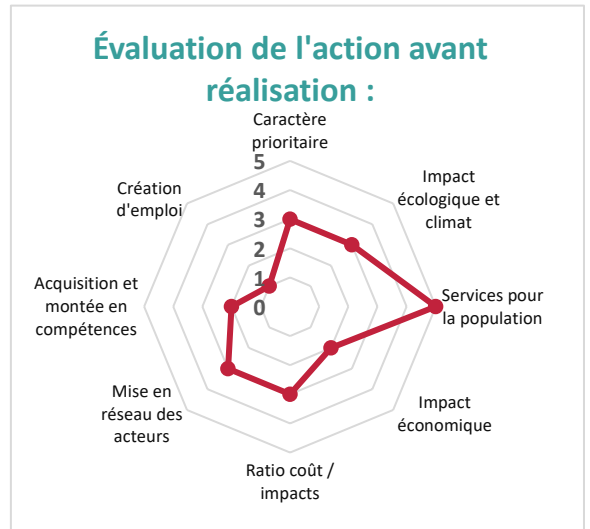 Évaluation de l'action avant
réalisation :
Caractère
prioritaire
Impact
écologique et
climat
Services pour
la population
Impact
économique
Ratio coût /
impacts
Mise en
réseau des
acteurs
Acquisition et
montée en
compétences
Création
d'emploi
5
4
3
2
1
0